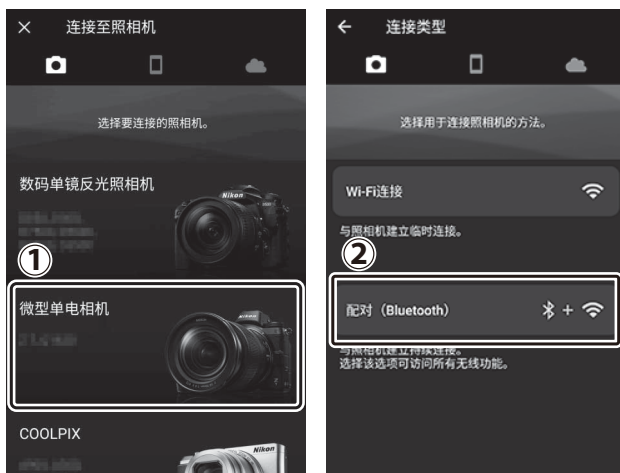 连接至照相机
选择要连接的照相机。
数码单镜反光照相机
Nikon
①
微型单电相机
COOLPIX
Nikon
连接类型
选择用于连接照相机的方法。
Wi-Fi连接
与照相机建立临时连接。
②
配对（Bluetooth）
与照相机建立持续连接。
选择该选项可访问所有无线功能。